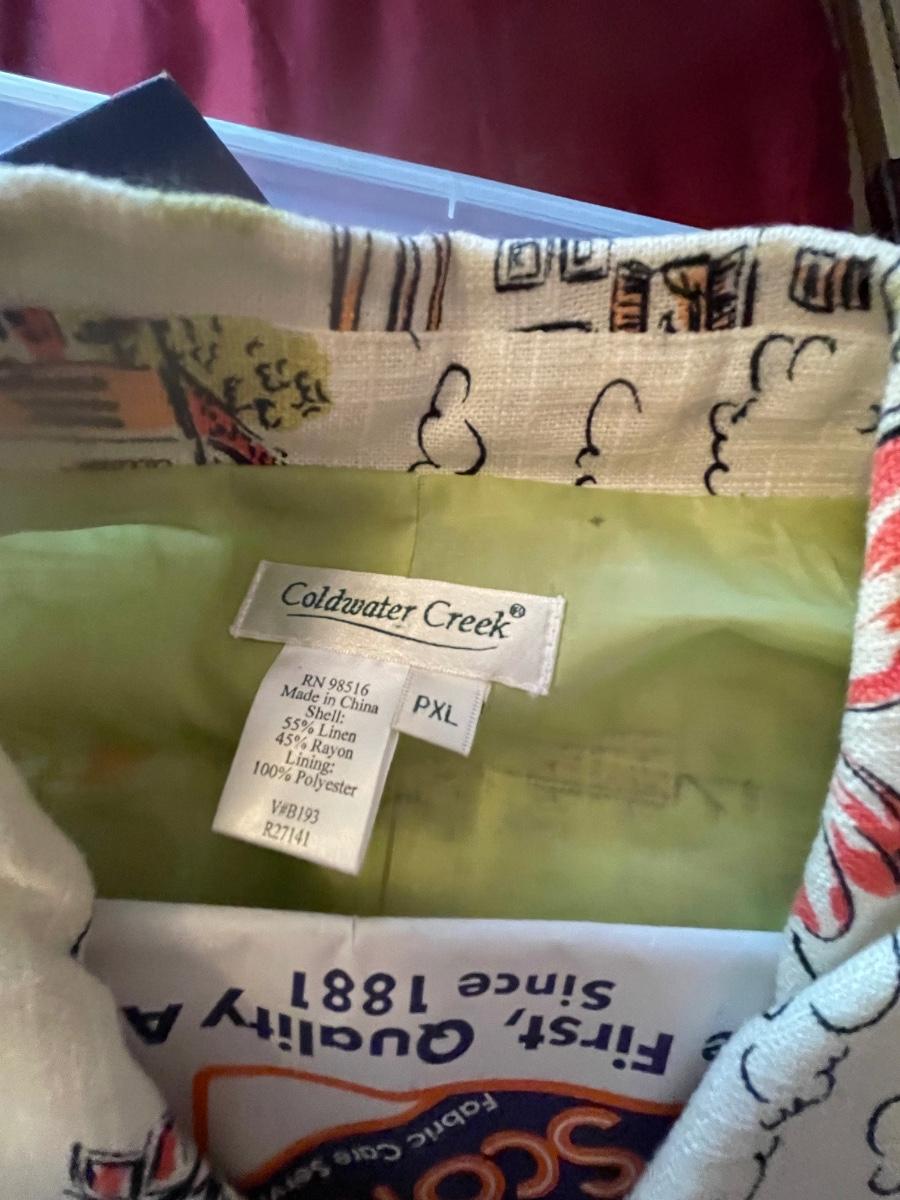 Coldwater Creek®
RN 98516
Made in China
Shell:
55% Linen
45% Rayon
Lining:
100% Polyester
V#B193
R27141
PXL
Since 1881
First, Quality
Fabric Care